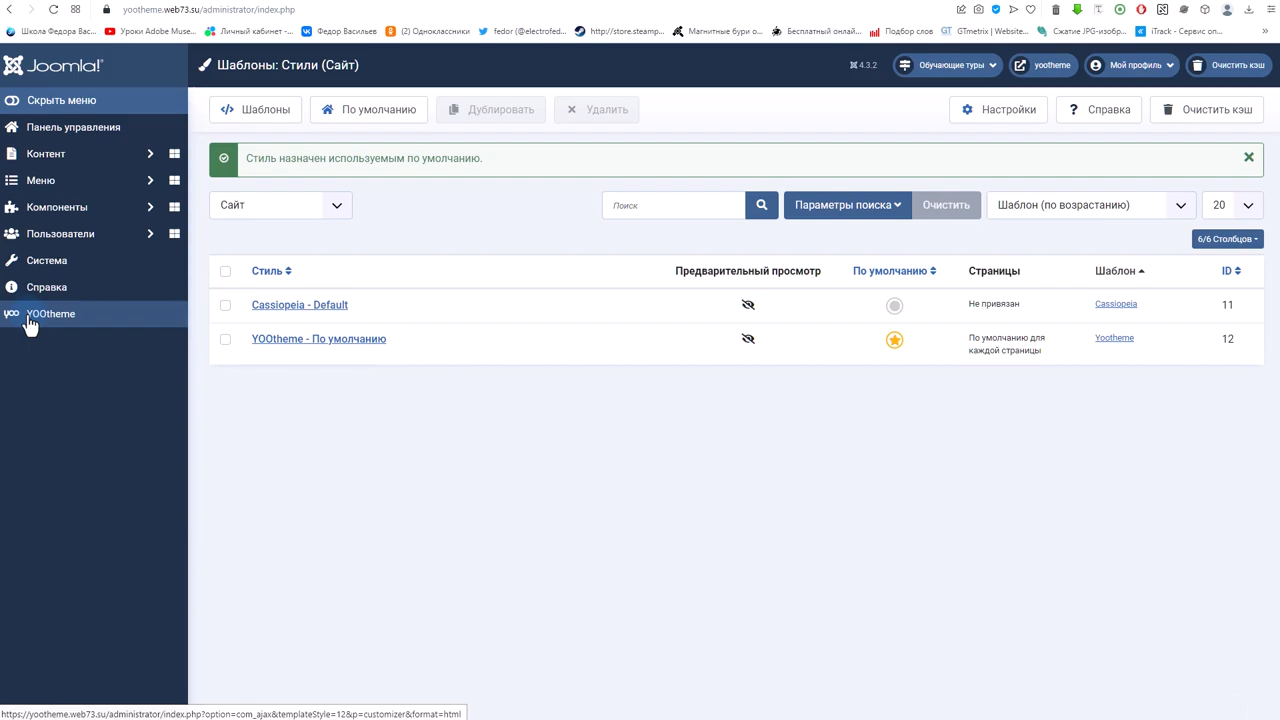 yootheme.web73.su/administrator/index.php
Школа Федора Вас...
Уроки Adobe Muse...
Личный кабинет -...
Федор Васильев
(2) Одноклассники
fedor (@electrofed...
http://store.steamp...
Магнитные бури о...
Бесплатный онлай...
Подбор слов
GTmetrix | Website...
Сжатие JPG-изобр...
iTrack - Сервис оп...
Joomla!
Шаблоны: Стили (Сайт)
4.3.2
Обучающие туры
yootheme
Мой профиль
Очистить кэш
Скрыть меню
Панель управления
Контент
Меню
Компоненты
Пользователи
Система
Справка
yoo YOOtheme
Шаблоны
По умолчанию
Дублировать
Удалить
Настройки
Справка
Очистить кэш
Стиль назначен используемым по умолчанию.
Сайт
Поиск
Параметры поиска
Очистить
Шаблон (по возрастанию)
20
6/6 Столбцов
Стиль
Предварительный просмотр
По умолчанию
Страницы
Шаблон
ID
Cassiopeia - Default
Не привязан
Cassiopeia
11
YOOtheme - По умолчанию
По умолчанию для
каждой страницы
Yootheme
12
https://yootheme.web73.su/administrator/index.php?option=com_ajax&templateStyle=12&p=customizer&format=html